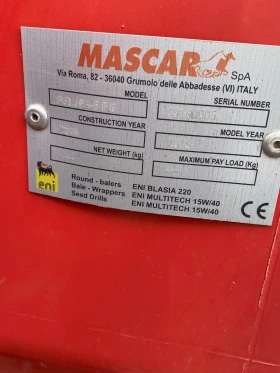 MASCAR SpA
Via Roma, 82 - 36040 Grumolo delle Abbadesse (VI) ITALY
MODEL
SERIAL NUMBER
CONSTRUCTION YEAR
MODEL YEAR
NET WEIGHT (kg)
MAXIMUM PAY LOAD (Kg)
Round - balers ENI BLASIA 220
Bale - Wrappers ENI MULTITECH 15W/40
Seed Drills ENI MULTITECH 15W/40
eni
CE